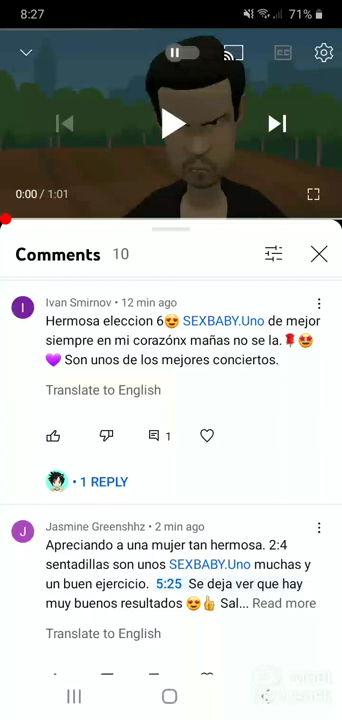 8:27
71%
CC
0:00 / 1:01
Comments 10
I
Ivan Smirnov • 12 min ago
Hermosa eleccion 6😍 SEXBABY.Uno de mejor
siempre en mi corazónx mañas no se la.🌹😍
💜 Son unos de los mejores conciertos.
Translate to English
1
• 1 REPLY
J
Jasmine Greenshhz • 2 min ago
Apreciando a una mujer tan hermosa. 2:4
sentadillas son unos SEXBABY.Uno muchas y
un buen ejercicio. 5:25 Se deja ver que hay
muy buenos resultados 😍👍 Sal... Read more
Translate to English